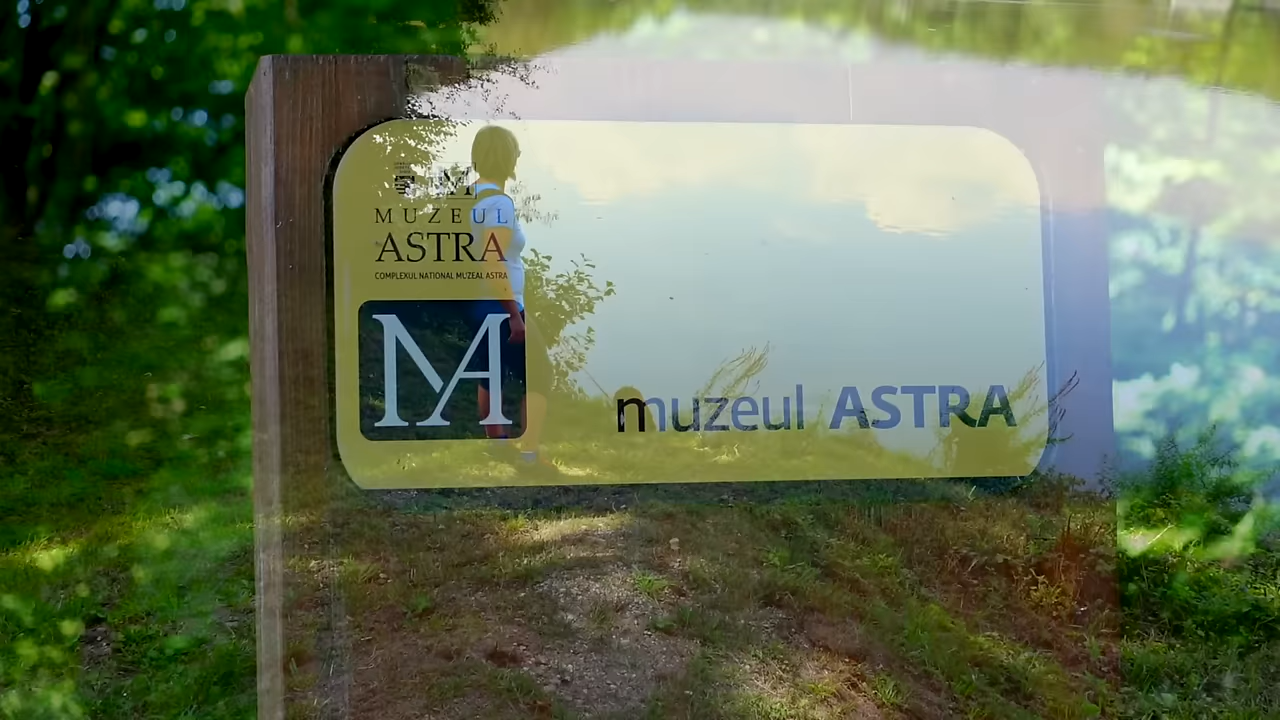 M
MUZEUL
ASTRA
COMPLEXUL NATIONAL MUZEAL ASTRA
MA
muzeul ASTRA